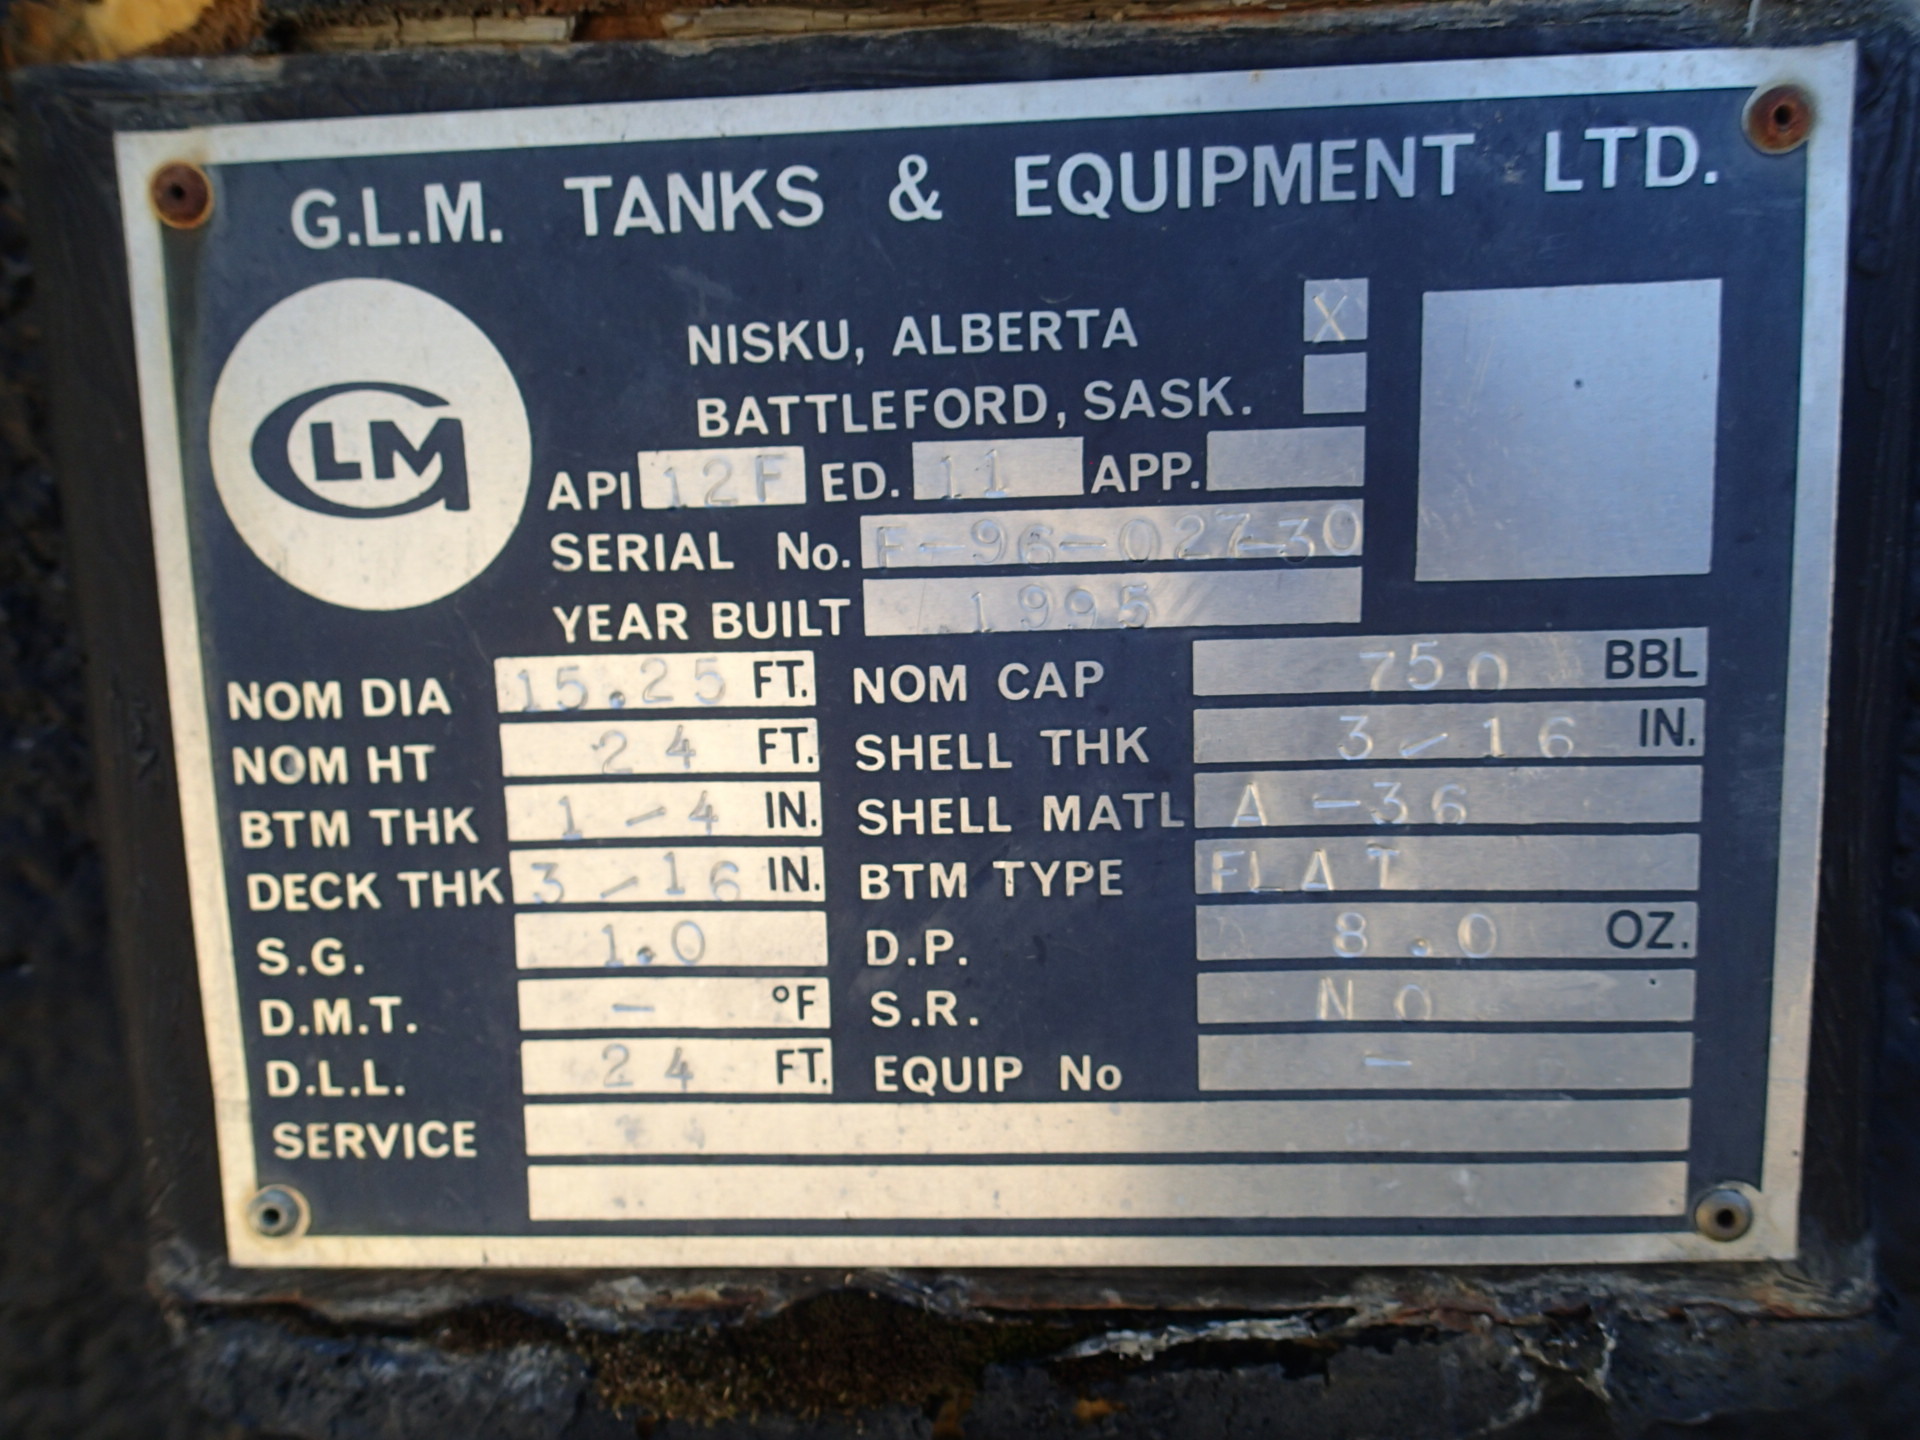 G.L.M. TANKS & EQUIPMENT LTD.
GLM
NISKU, ALBERTA X
BATTLEFORD, SASK.
API 12F ED. 11 APP.
SERIAL No. F-96-027-30
YEAR BUILT 1995
NOM DIA 15.25 FT. NOM CAP 750 BBL
NOM HT 24 FT. SHELL THK 3-16 IN.
BTM THK 1-4 IN. SHELL MATL A-36
DECK THK 3-16 IN. BTM TYPE FLAT
S.G. 1.0 D.P. 8.0 OZ.
D.M.T. - °F S.R. NO
D.L.L. 24 FT. EQUIP No -
SERVICE